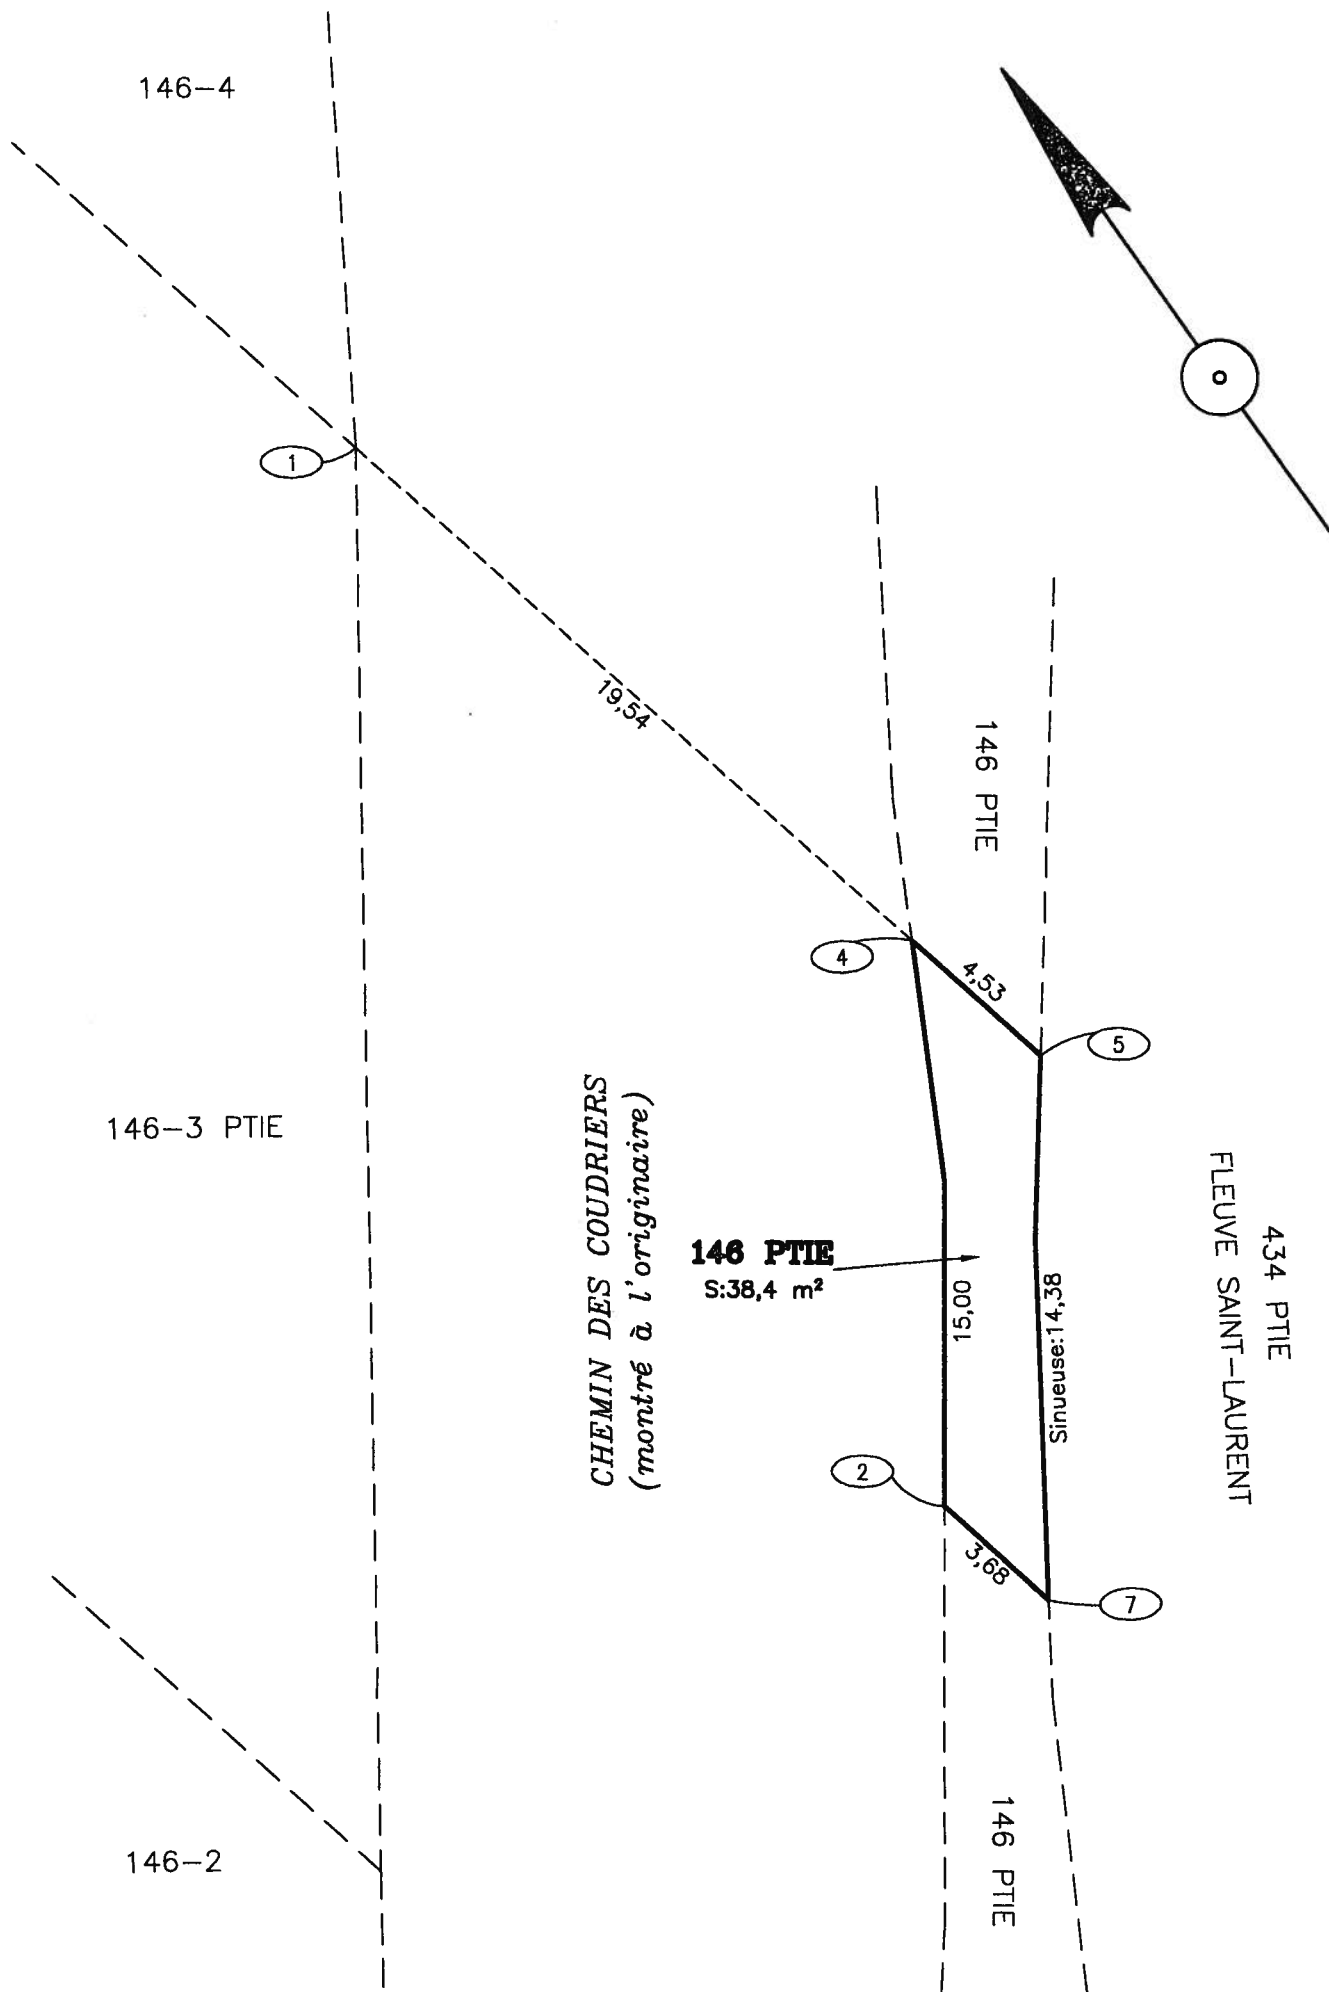 146-4
1
19,54
146 PTIE
4
4,53
5
146-3 PTIE
CHEMIN DES COUDRIERS
(montré à l'originaire)
146 PTIE
S:38,4 m²
15,00
Sinueuse:14,38
434 PTIE
FLEUVE SAINT-LAURENT
2
3,68
7
146-2
146 PTIE